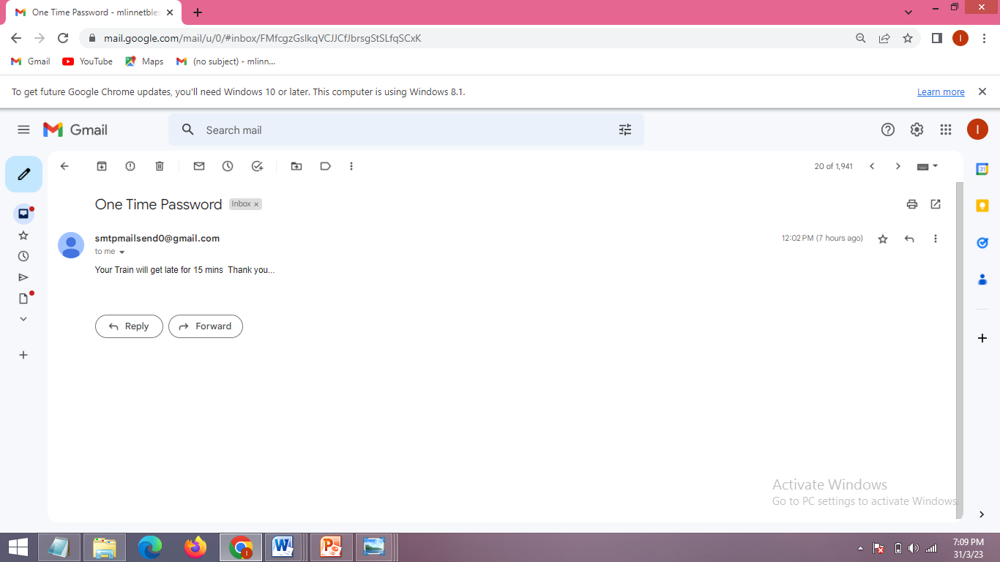 One Time Password - mlinnetbles
mail.google.com/mail/u/0/#inbox/FMfcgzGslkqVCJJCfJbrsgStSLfqSCxK
I
Gmail
YouTube
Maps
(no subject) - mlinn...
To get future Google Chrome updates, you'll need Windows 10 or later. This computer is using Windows 8.1.
Learn more
Gmail
Search mail
I
20 of 1,941
31
One Time Password
Inbox ×
smtpmailsend0@gmail.com
12:02 PM (7 hours ago)
to me
Your Train will get late for 15 mins  Thank you...
Reply
Forward
Activate Windows
Go to PC settings to activate Windows.
7:09 PM
31/3/23